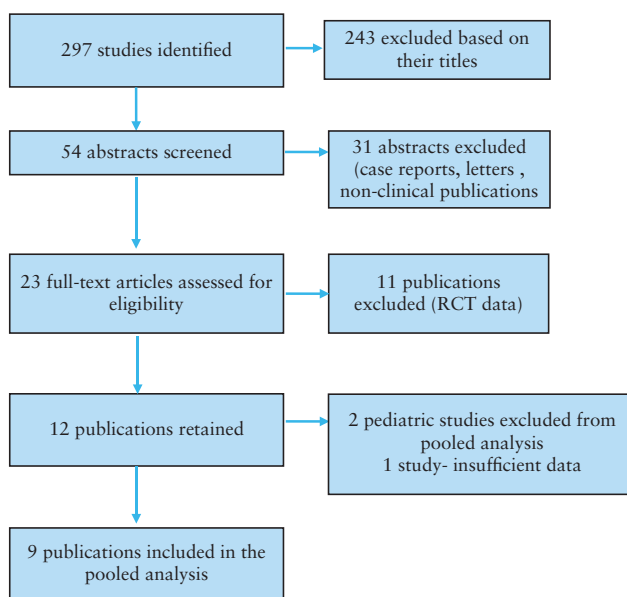 297 studies identified
243 excluded based on
their titles
54 abstracts screened
31 abstracts excluded
(case reports, letters ,
non-clinical publications
23 full-text articles assessed for
eligibility
11 publications
excluded (RCT data)
12 publications retained
2 pediatric studies excluded from
pooled analysis
1 study- insufficient data
9 publications included in the
pooled analysis